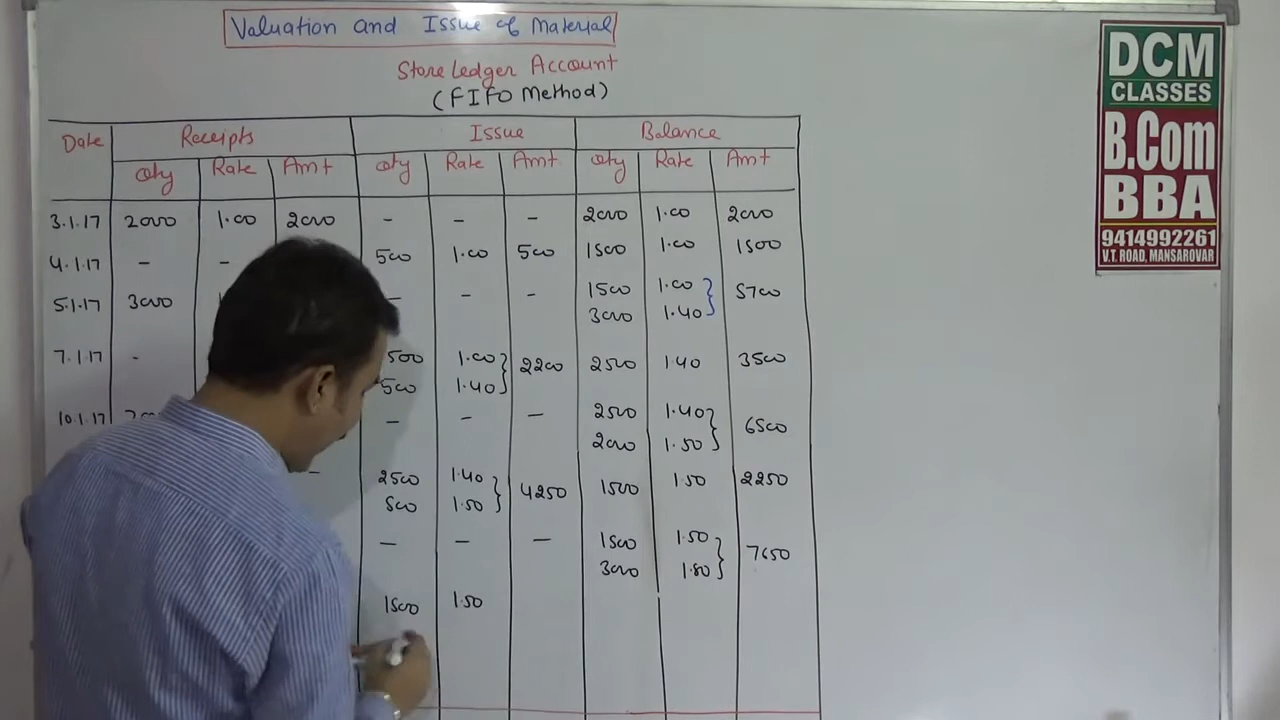 Valuation and Issue of Material
Store Ledger Account
(FIFO Method)
Date Receipts Issue Balance
Qty Rate Amt Qty Rate Amt Qty Rate Amt
3.1.17 2000 1.00 2000 - - - 2000 1.00 2000
4.1.17 - - 500 1.00 500 1500 1.00 1500
5.1.17 3000 - - - 1500 1.00 5700
3000 1.40
7.1.17 - 500 1.00 2200 2500 1.40 3500
500 1.40
10.1.17 - - - 2500 1.40 6500
2000 1.50
- 2500 1.40 4250 1500 1.50 2250
500 1.50
- - - 1500 1.50 7650
3000 1.80
1500 1.50
DCM
CLASSES
B.Com
BBA
9414992261
V.T. ROAD, MANSAROVAR